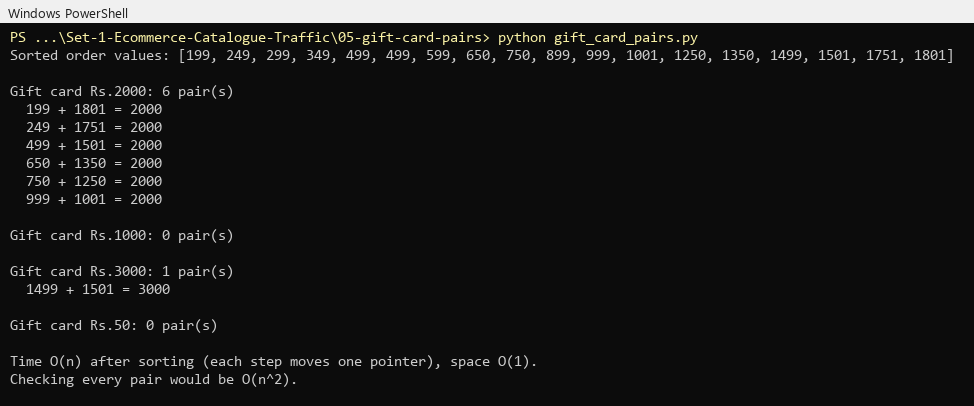 Windows PowerShell
PS ...\Set-1-Ecommerce-Catalogue-Traffic\05-gift-card-pairs> python gift_card_pairs.py
Sorted order values: [199, 249, 299, 349, 499, 499, 599, 650, 750, 899, 999, 1001, 1250, 1350, 1499, 1501, 1751, 1801]
Gift card Rs.2000: 6 pair(s)
199 + 1801 = 2000
249 + 1751 = 2000
499 + 1501 = 2000
650 + 1350 = 2000
750 + 1250 = 2000
999 + 1001 = 2000
Gift card Rs.1000: 0 pair(s)
Gift card Rs.3000: 1 pair(s)
1499 + 1501 = 3000
Gift card Rs.50: 0 pair(s)
Time O(n) after sorting (each step moves one pointer), space O(1).
Checking every pair would be O(n^2).